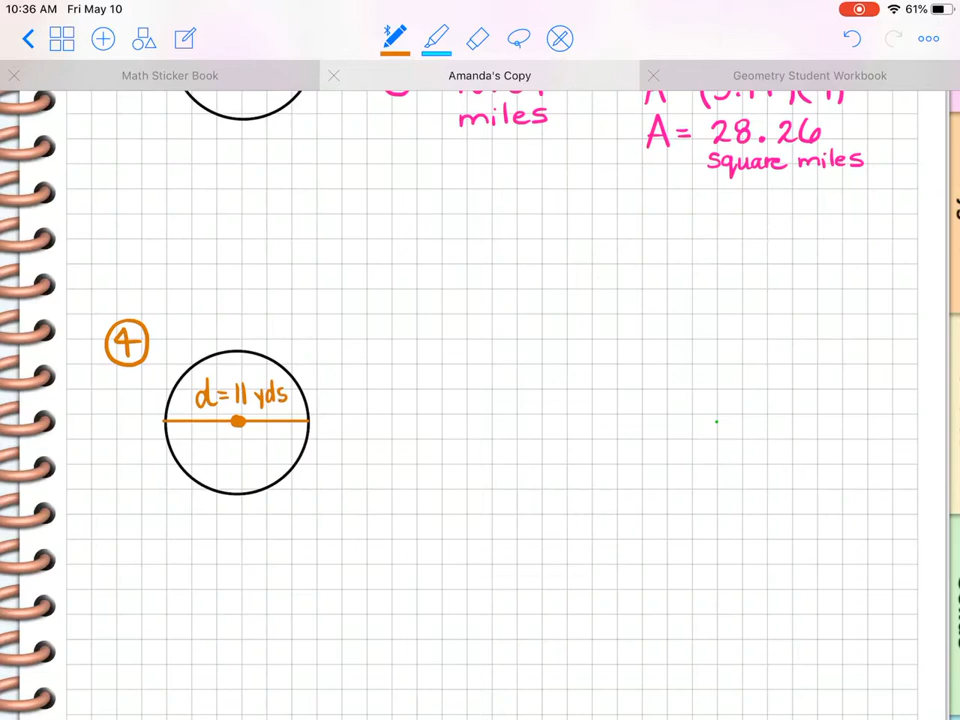 10:36 AM Fri May 10
61%
Math Sticker Book
Amanda's Copy
Geometry Student Workbook
miles
A = 28.26
square miles
4
d=11 yds